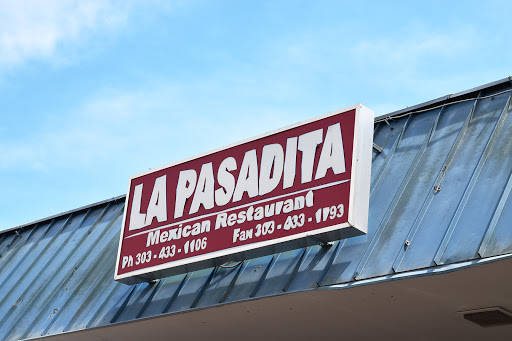 LA PASADITA
Mexican Restaurant
Ph 303 - 433 - 1106 Fax 303 - 433 - 1793